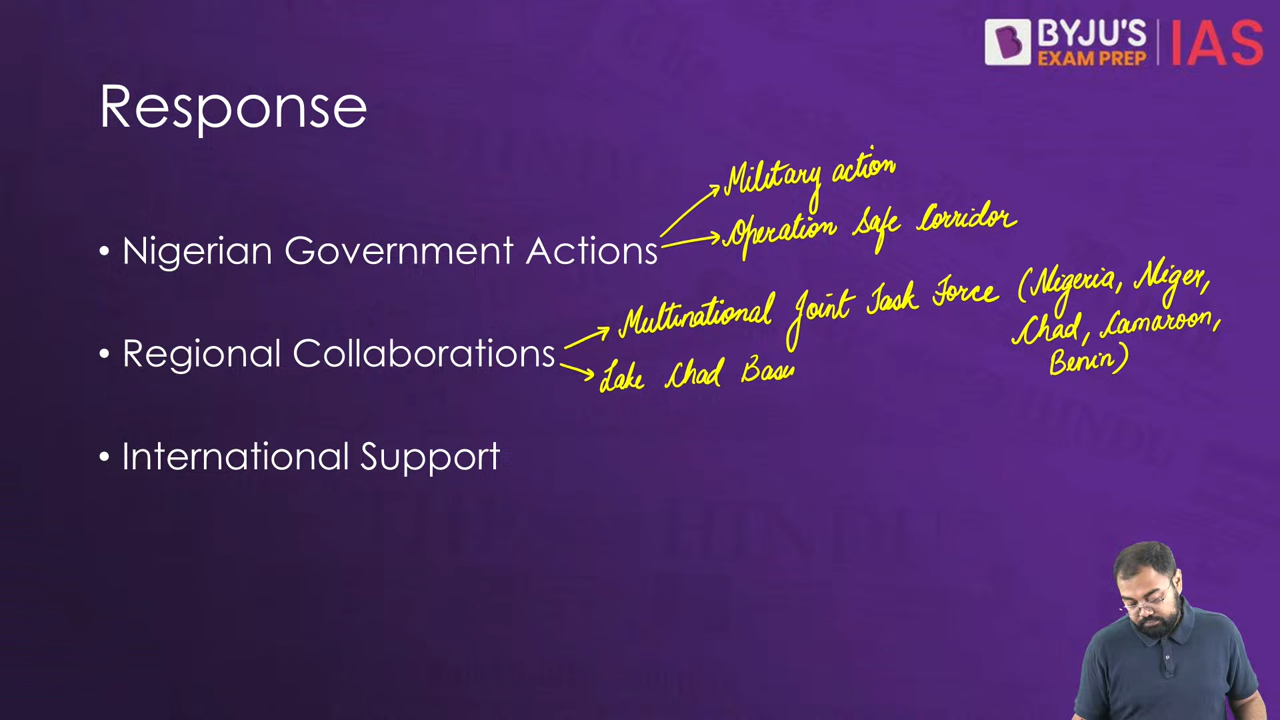 BYJU'S
EXAM PREP
IAS
Response
Military action
• Nigerian Government Actions
Operation Safe Corridor
Multinational Joint Task Force (Nigeria, Niger,
Chad, Camaroon,
Benin)
• Regional Collaborations
Lake Chad Basi
• International Support
HINDU